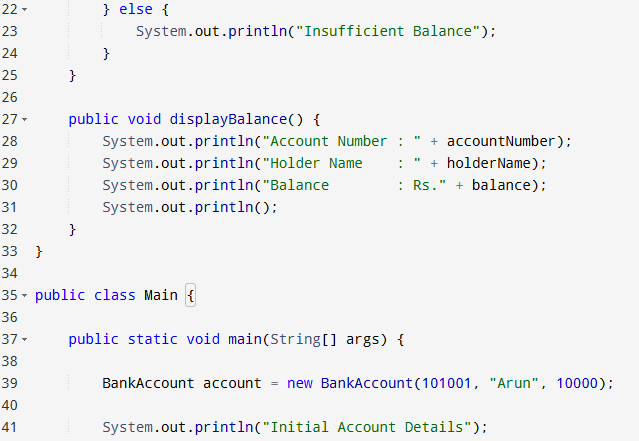 22        } else {
23            System.out.println("Insufficient Balance");
24        }
25    }
26
27    public void displayBalance() {
28        System.out.println("Account Number : " + accountNumber);
29        System.out.println("Holder Name    : " + holderName);
30        System.out.println("Balance        : Rs." + balance);
31        System.out.println();
32    }
33 }
34
35 public class Main {
36
37    public static void main(String[] args) {
38
39        BankAccount account = new BankAccount(101001, "Arun", 10000);
40
41        System.out.println("Initial Account Details");